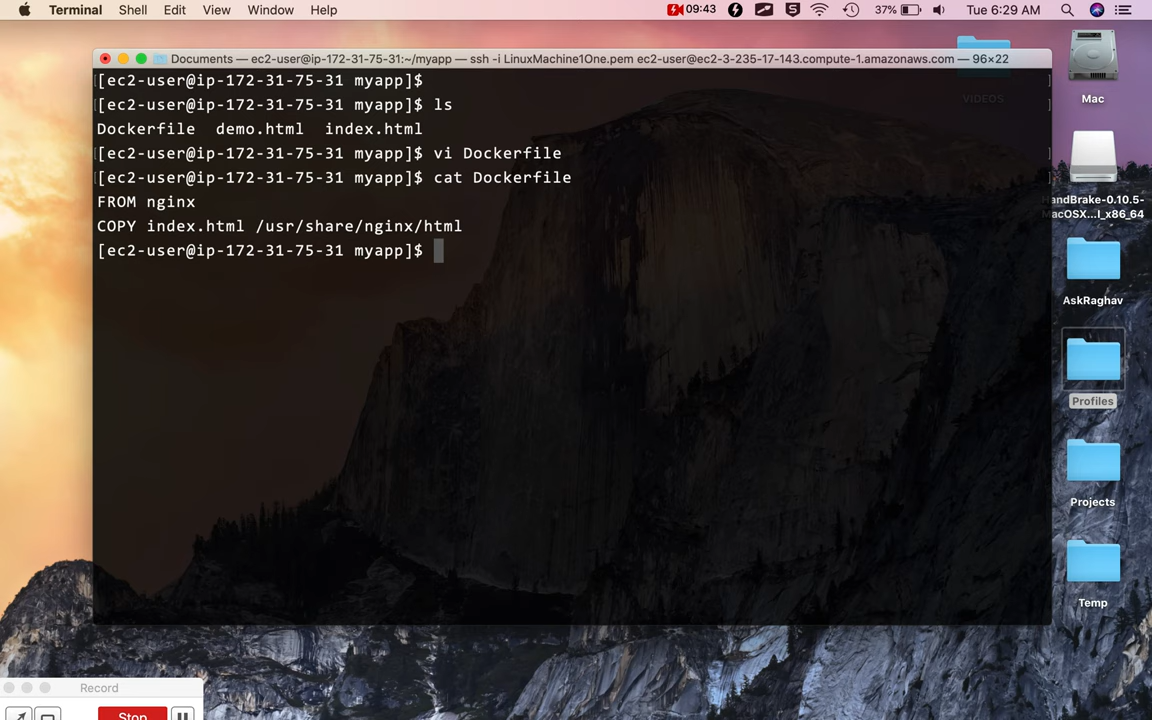 Terminal Shell Edit View Window Help 09:43 37% Tue 6:29 AM
Documents — ec2-user@ip-172-31-75-31:~/myapp — ssh -i LinuxMachine1One.pem ec2-user@ec2-3-235-17-143.compute-1.amazonaws.com — 96×22
[ec2-user@ip-172-31-75-31 myapp]$
[ec2-user@ip-172-31-75-31 myapp]$ ls
Dockerfile demo.html index.html
[ec2-user@ip-172-31-75-31 myapp]$ vi Dockerfile
[ec2-user@ip-172-31-75-31 myapp]$ cat Dockerfile
FROM nginx
COPY index.html /usr/share/nginx/html
[ec2-user@ip-172-31-75-31 myapp]$
VIDEOS
Mac
HandBrake-0.10.5-
MacOSX...I_x86_64
AskRaghav
Profiles
Projects
Temp
Record
Stop